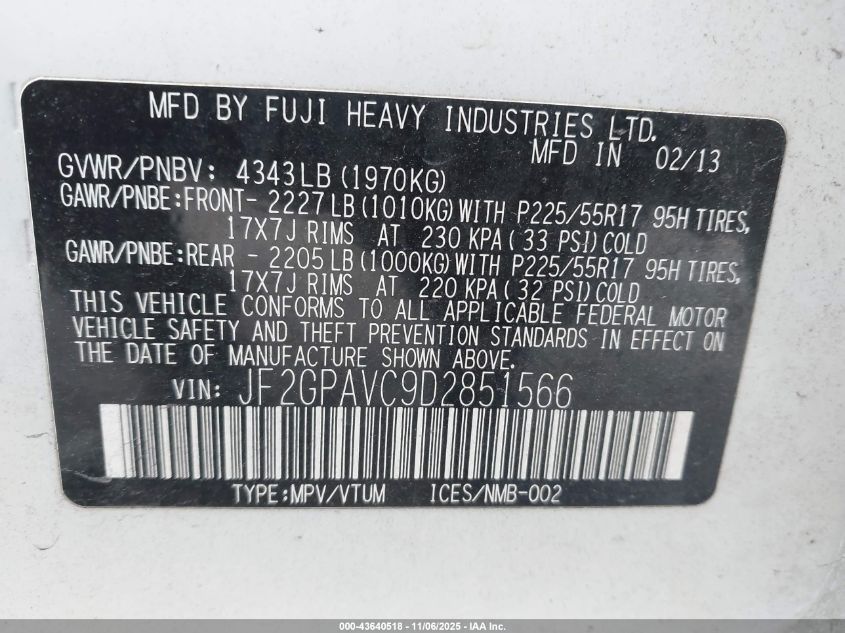 MFD BY FUJI HEAVY INDUSTRIES LTD.
MFD IN 02/13
GVWR/PNBV: 4343LB (1970KG)
GAWR/PNBE:FRONT- 2227LB (1010KG) WITH P225/55R17 95H TIRES,
17X7J RIMS AT 230 KPA ( 33 PSI) COLD
GAWR/PNBE:REAR - 2205LB (1000KG) WITH P225/55R17 95H TIRES,
17X7J RIMS AT 220 KPA ( 32 PSI) COLD
THIS VEHICLE CONFORMS TO ALL APPLICABLE FEDERAL MOTOR
VEHICLE SAFETY AND THEFT PREVENTION STANDARDS IN EFFECT ON
THE DATE OF MANUFACTURE SHOWN ABOVE.
VIN: JF2GPAVC9D2851566
TYPE:MPV/VTUM ICES/NMB-002
000-43640518 - 11/06/2025 - IAA Inc.